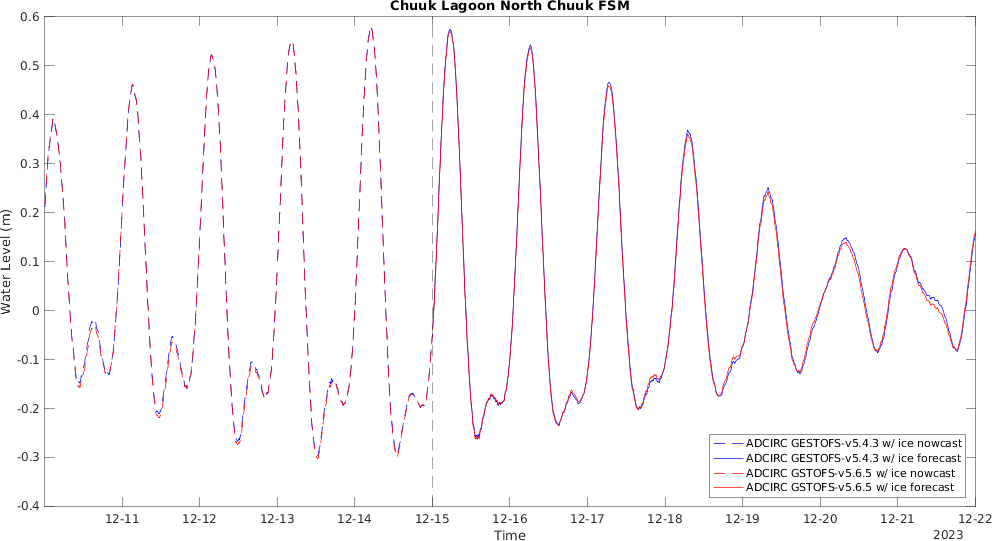 Chuuk Lagoon North Chuuk FSM
0.6
0.5
0.4
0.3
0.2
0.1
0
-0.1
-0.2
-0.3
-0.4
Water Level (m)
12-11 12-12 12-13 12-14 12-15 12-16 12-17 12-18 12-19 12-20 12-21 12-22
Time
2023
ADCIRC GESTOFS-v5.4.3 w/ ice nowcast
ADCIRC GESTOFS-v5.4.3 w/ ice forecast
ADCIRC GSTOFS-v5.6.5 w/ ice nowcast
ADCIRC GSTOFS-v5.6.5 w/ ice forecast